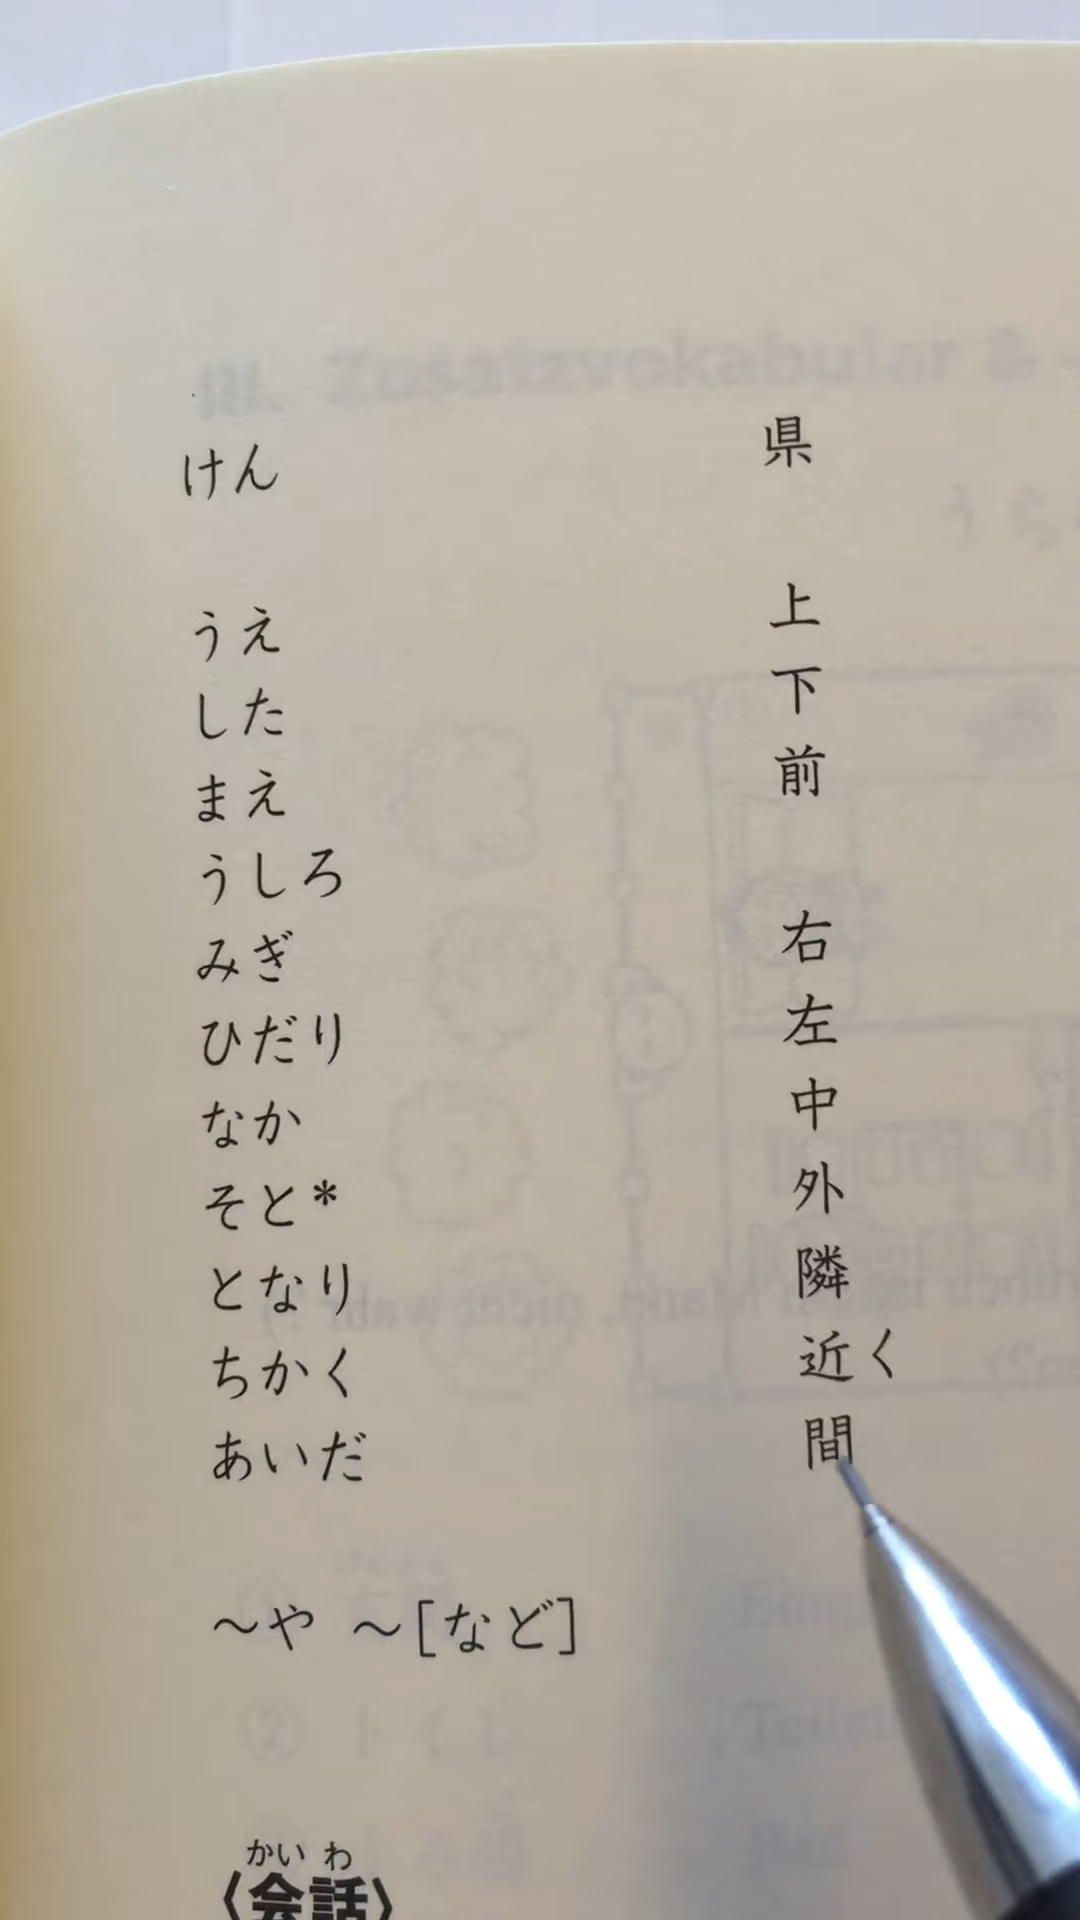 けん 県
うえ 上
した 下
まえ 前
うしろ
みぎ 右
ひだり 左
なか 中
そと* 外
となり 隣
ちかく 近く
あいだ 間
～や ～[など]
かい わ
〈会話〉